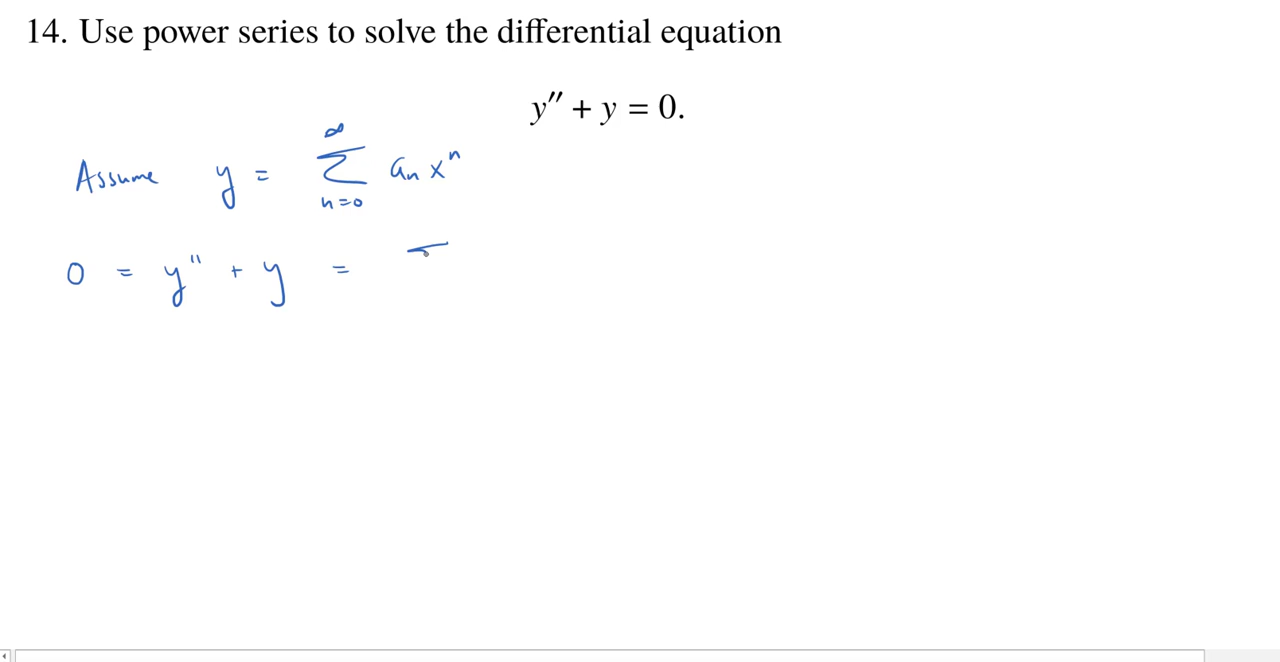 14. Use power series to solve the differential equation
y″ + y = 0.
Assume y = ∑_{n=0}^{∞} a_n x^n
0 = y″ + y =